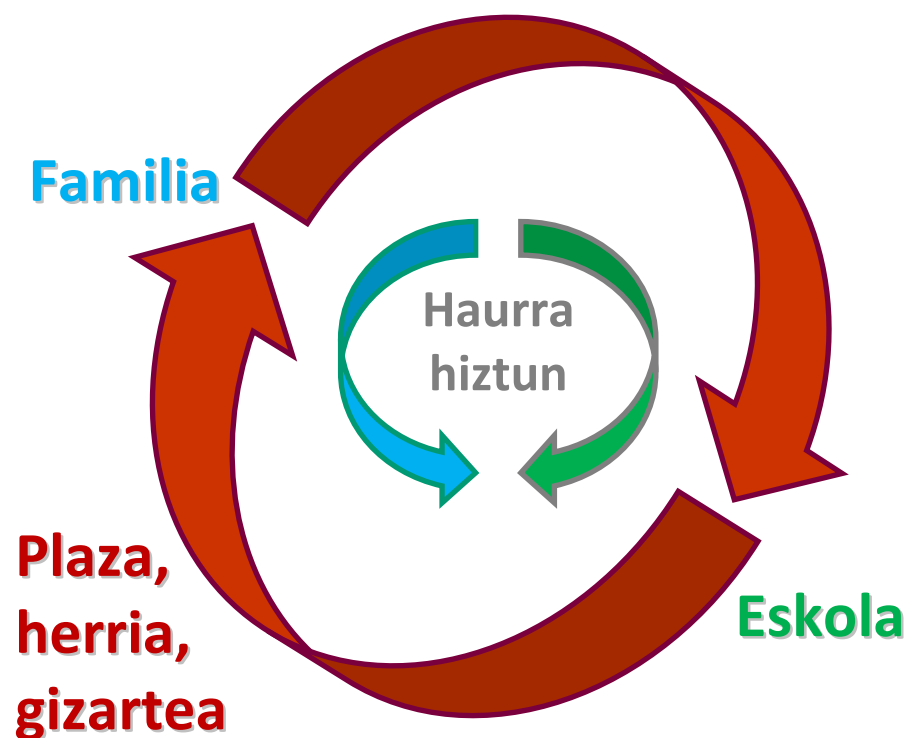 Familia
Haurra
hiztun
Plaza,
herria,
gizartea
Eskola